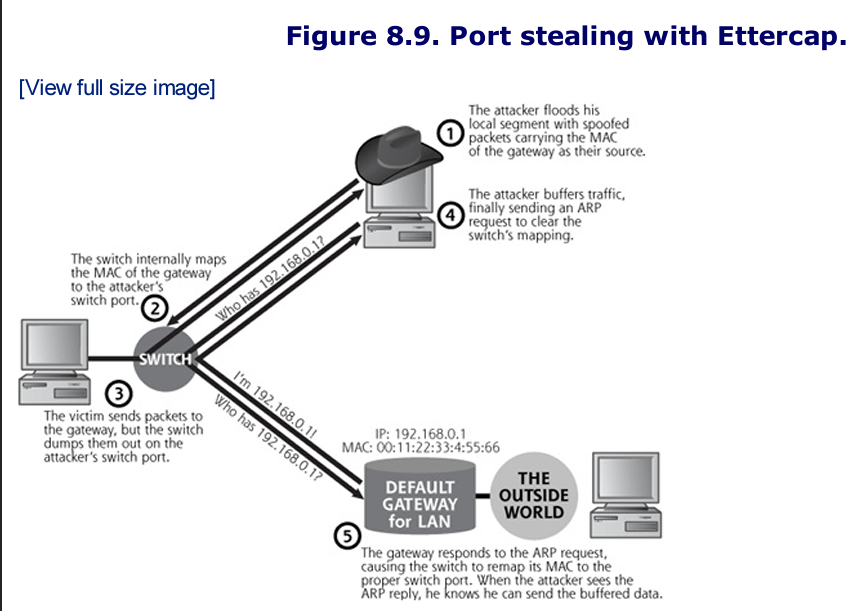 Figure 8.9. Port stealing with Ettercap.
[View full size image]
1
The attacker floods his
local segment with spoofed
packets carrying the MAC
of the gateway as their source.
4
The attacker buffers traffic,
finally sending an ARP
request to clear the
switch's mapping.
Who has 192.168.0.1?
The switch internally maps
the MAC of the gateway
to the attacker's
switch port.
2
SWITCH
3
The victim sends packets to
the gateway, but the switch
dumps them out on the
attacker's switch port.
I'm 192.168.0.1!
Who has 192.168.0.1?
IP: 192.168.0.1
MAC: 00:11:22:33:4:55:66
DEFAULT
GATEWAY
for LAN
THE
OUTSIDE
WORLD
5
The gateway responds to the ARP request,
causing the switch to remap its MAC to the
proper switch port. When the attacker sees the
ARP reply, he knows he can send the buffered data.